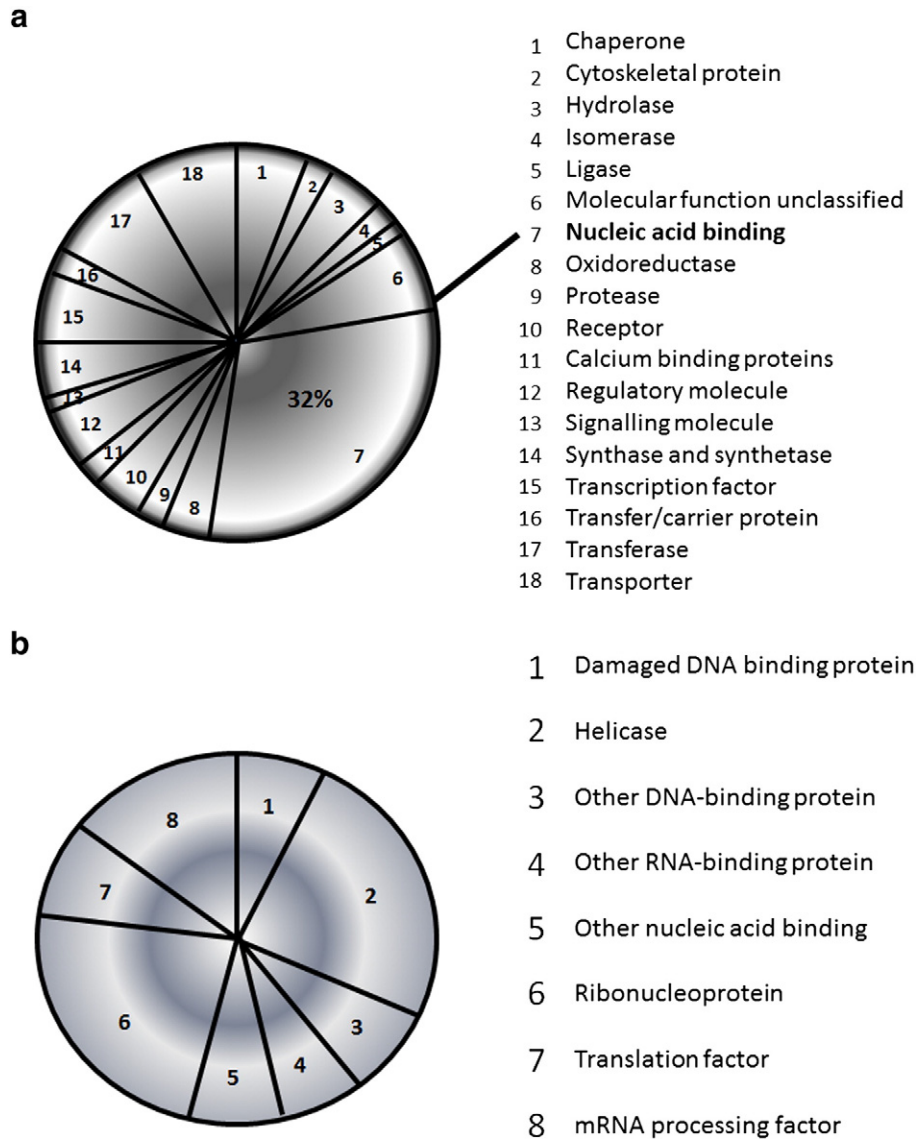 a
1 Chaperone
2 Cytoskeletal protein
3 Hydrolase
4 Isomerase
5 Ligase
6 Molecular function unclassified
7 Nucleic acid binding
8 Oxidoreductase
9 Protease
10 Receptor
11 Calcium binding proteins
12 Regulatory molecule
13 Signalling molecule
14 Synthase and synthetase
15 Transcription factor
16 Transfer/carrier protein
17 Transferase
18 Transporter
1
2
3
4
5
6
32%
7
8
9
10
11
12
13
14
15
16
17
18
b
1 Damaged DNA binding protein
2 Helicase
3 Other DNA-binding protein
4 Other RNA-binding protein
5 Other nucleic acid binding
6 Ribonucleoprotein
7 Translation factor
8 mRNA processing factor
1
2
3
4
5
6
7
8